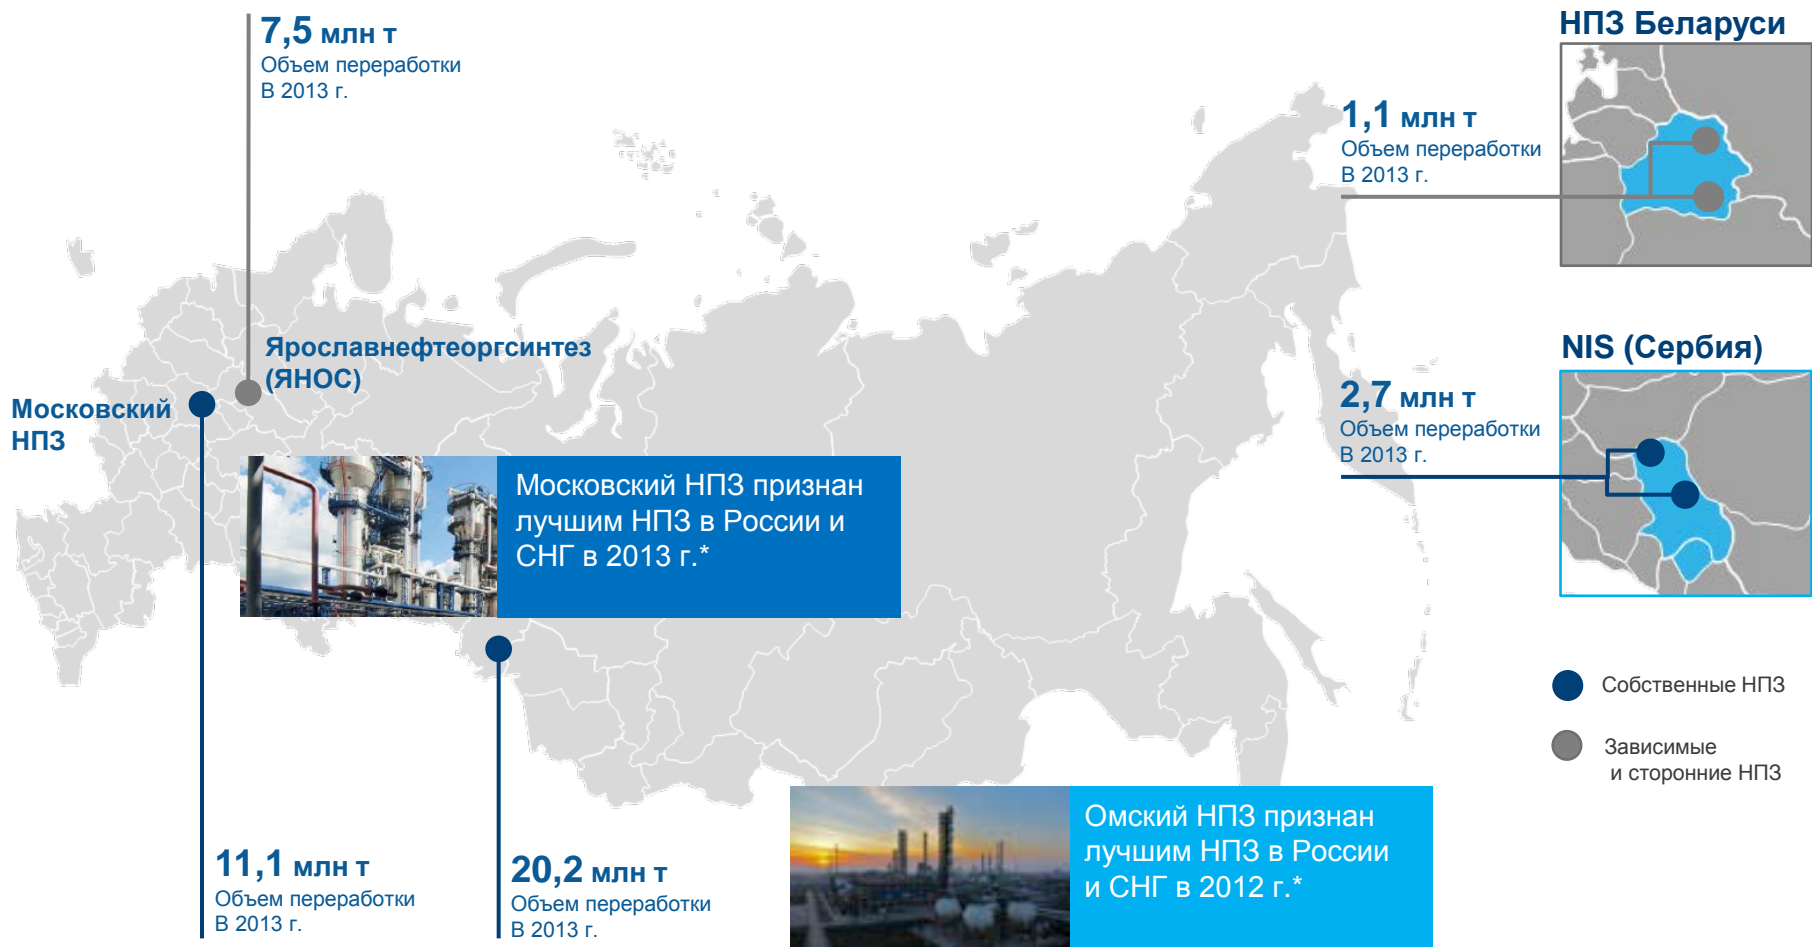 7,5 млн т
Объем переработки
В 2013 г.
НПЗ Беларуси
1,1 млн т
Объем переработки
В 2013 г.
Ярославнефтеоргсинтез
(ЯНОС)
Московский
НПЗ
NIS (Сербия)
2,7 млн т
Объем переработки
В 2013 г.
Московский НПЗ признан
лучшим НПЗ в России и
СНГ в 2013 г.*
Собственные НПЗ
Зависимые
и сторонние НПЗ
Омский НПЗ признан
лучшим НПЗ в России
и СНГ в 2012 г.*
11,1 млн т
Объем переработки
В 2013 г.
20,2 млн т
Объем переработки
В 2013 г.